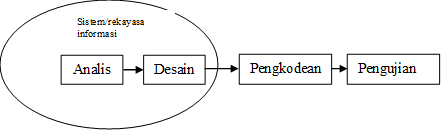 Sistem/rekayasa
informasi
Analis
Desain
Pengkodean
Pengujian